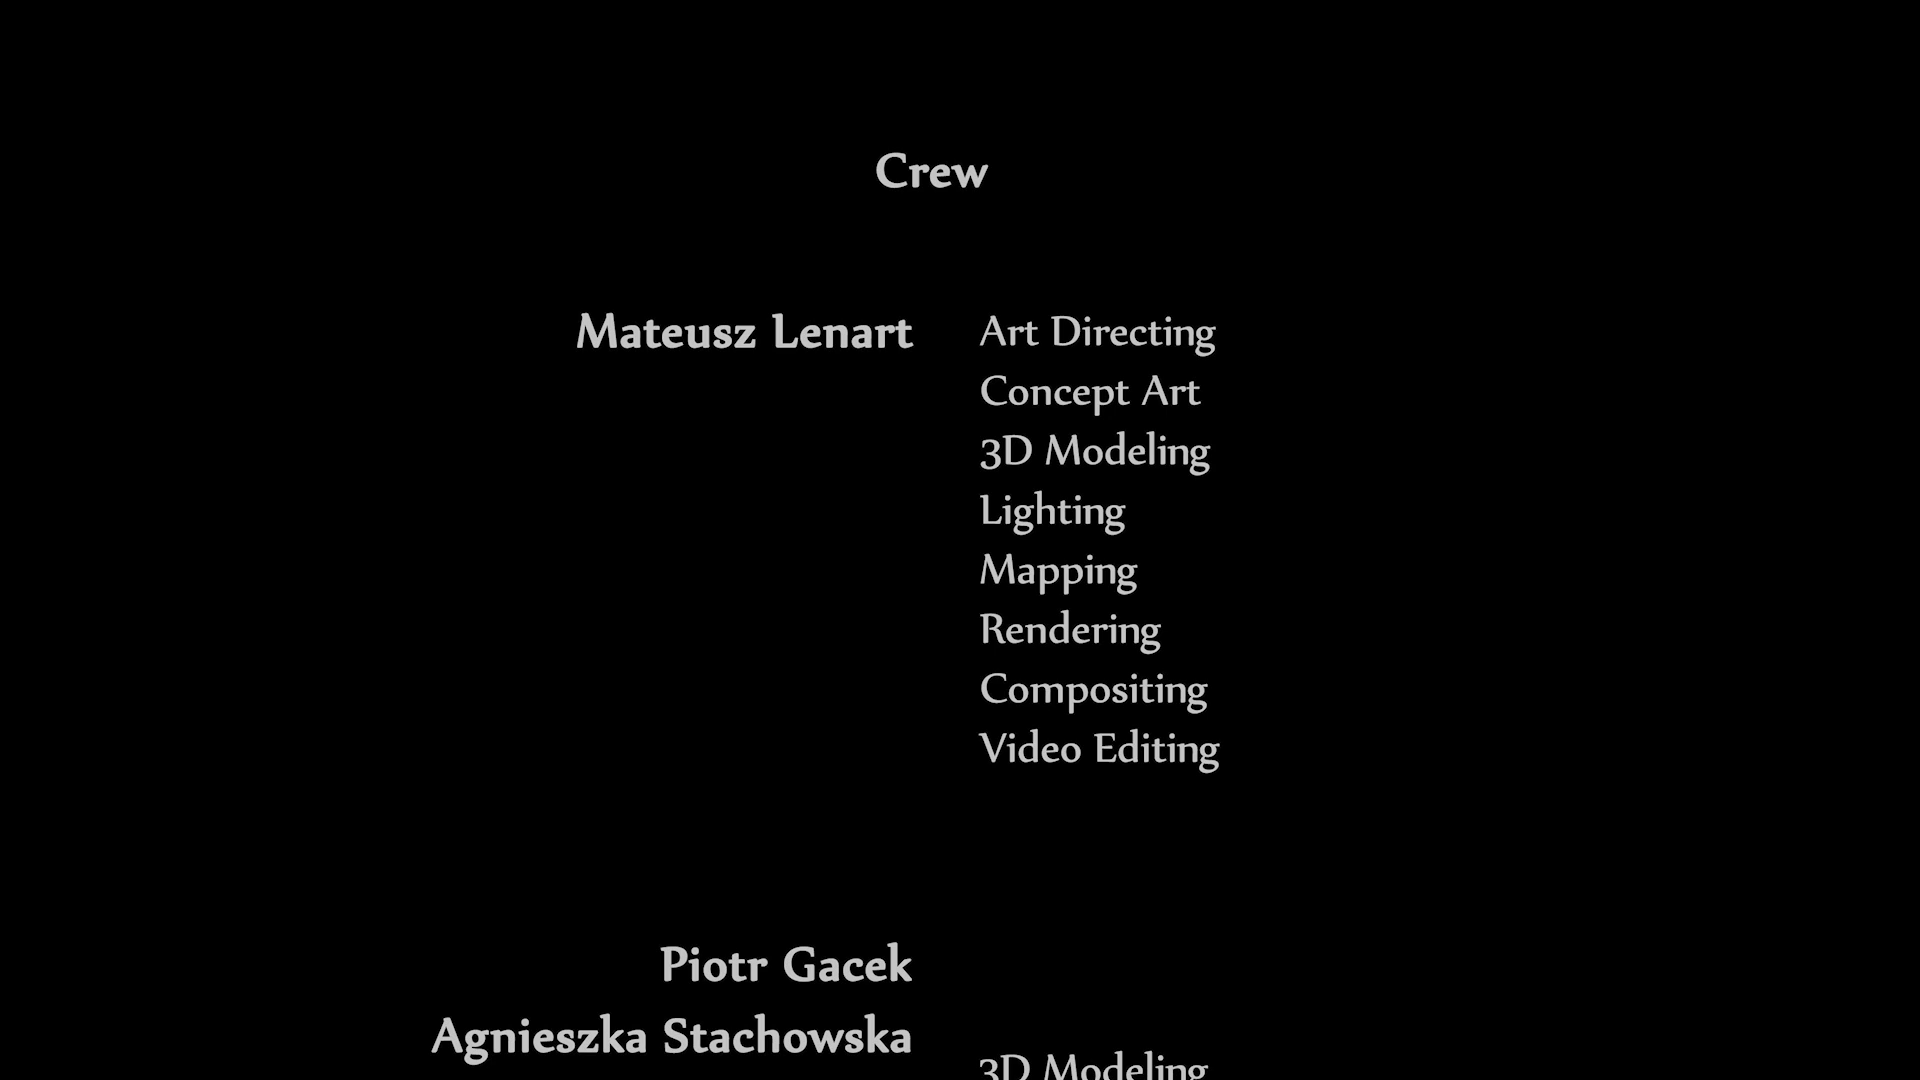 Crew
Mateusz Lenart Art Directing
Concept Art
3D Modeling
Lighting
Mapping
Rendering
Compositing
Video Editing
Piotr Gacek
Agnieszka Stachowska
3D Modeling